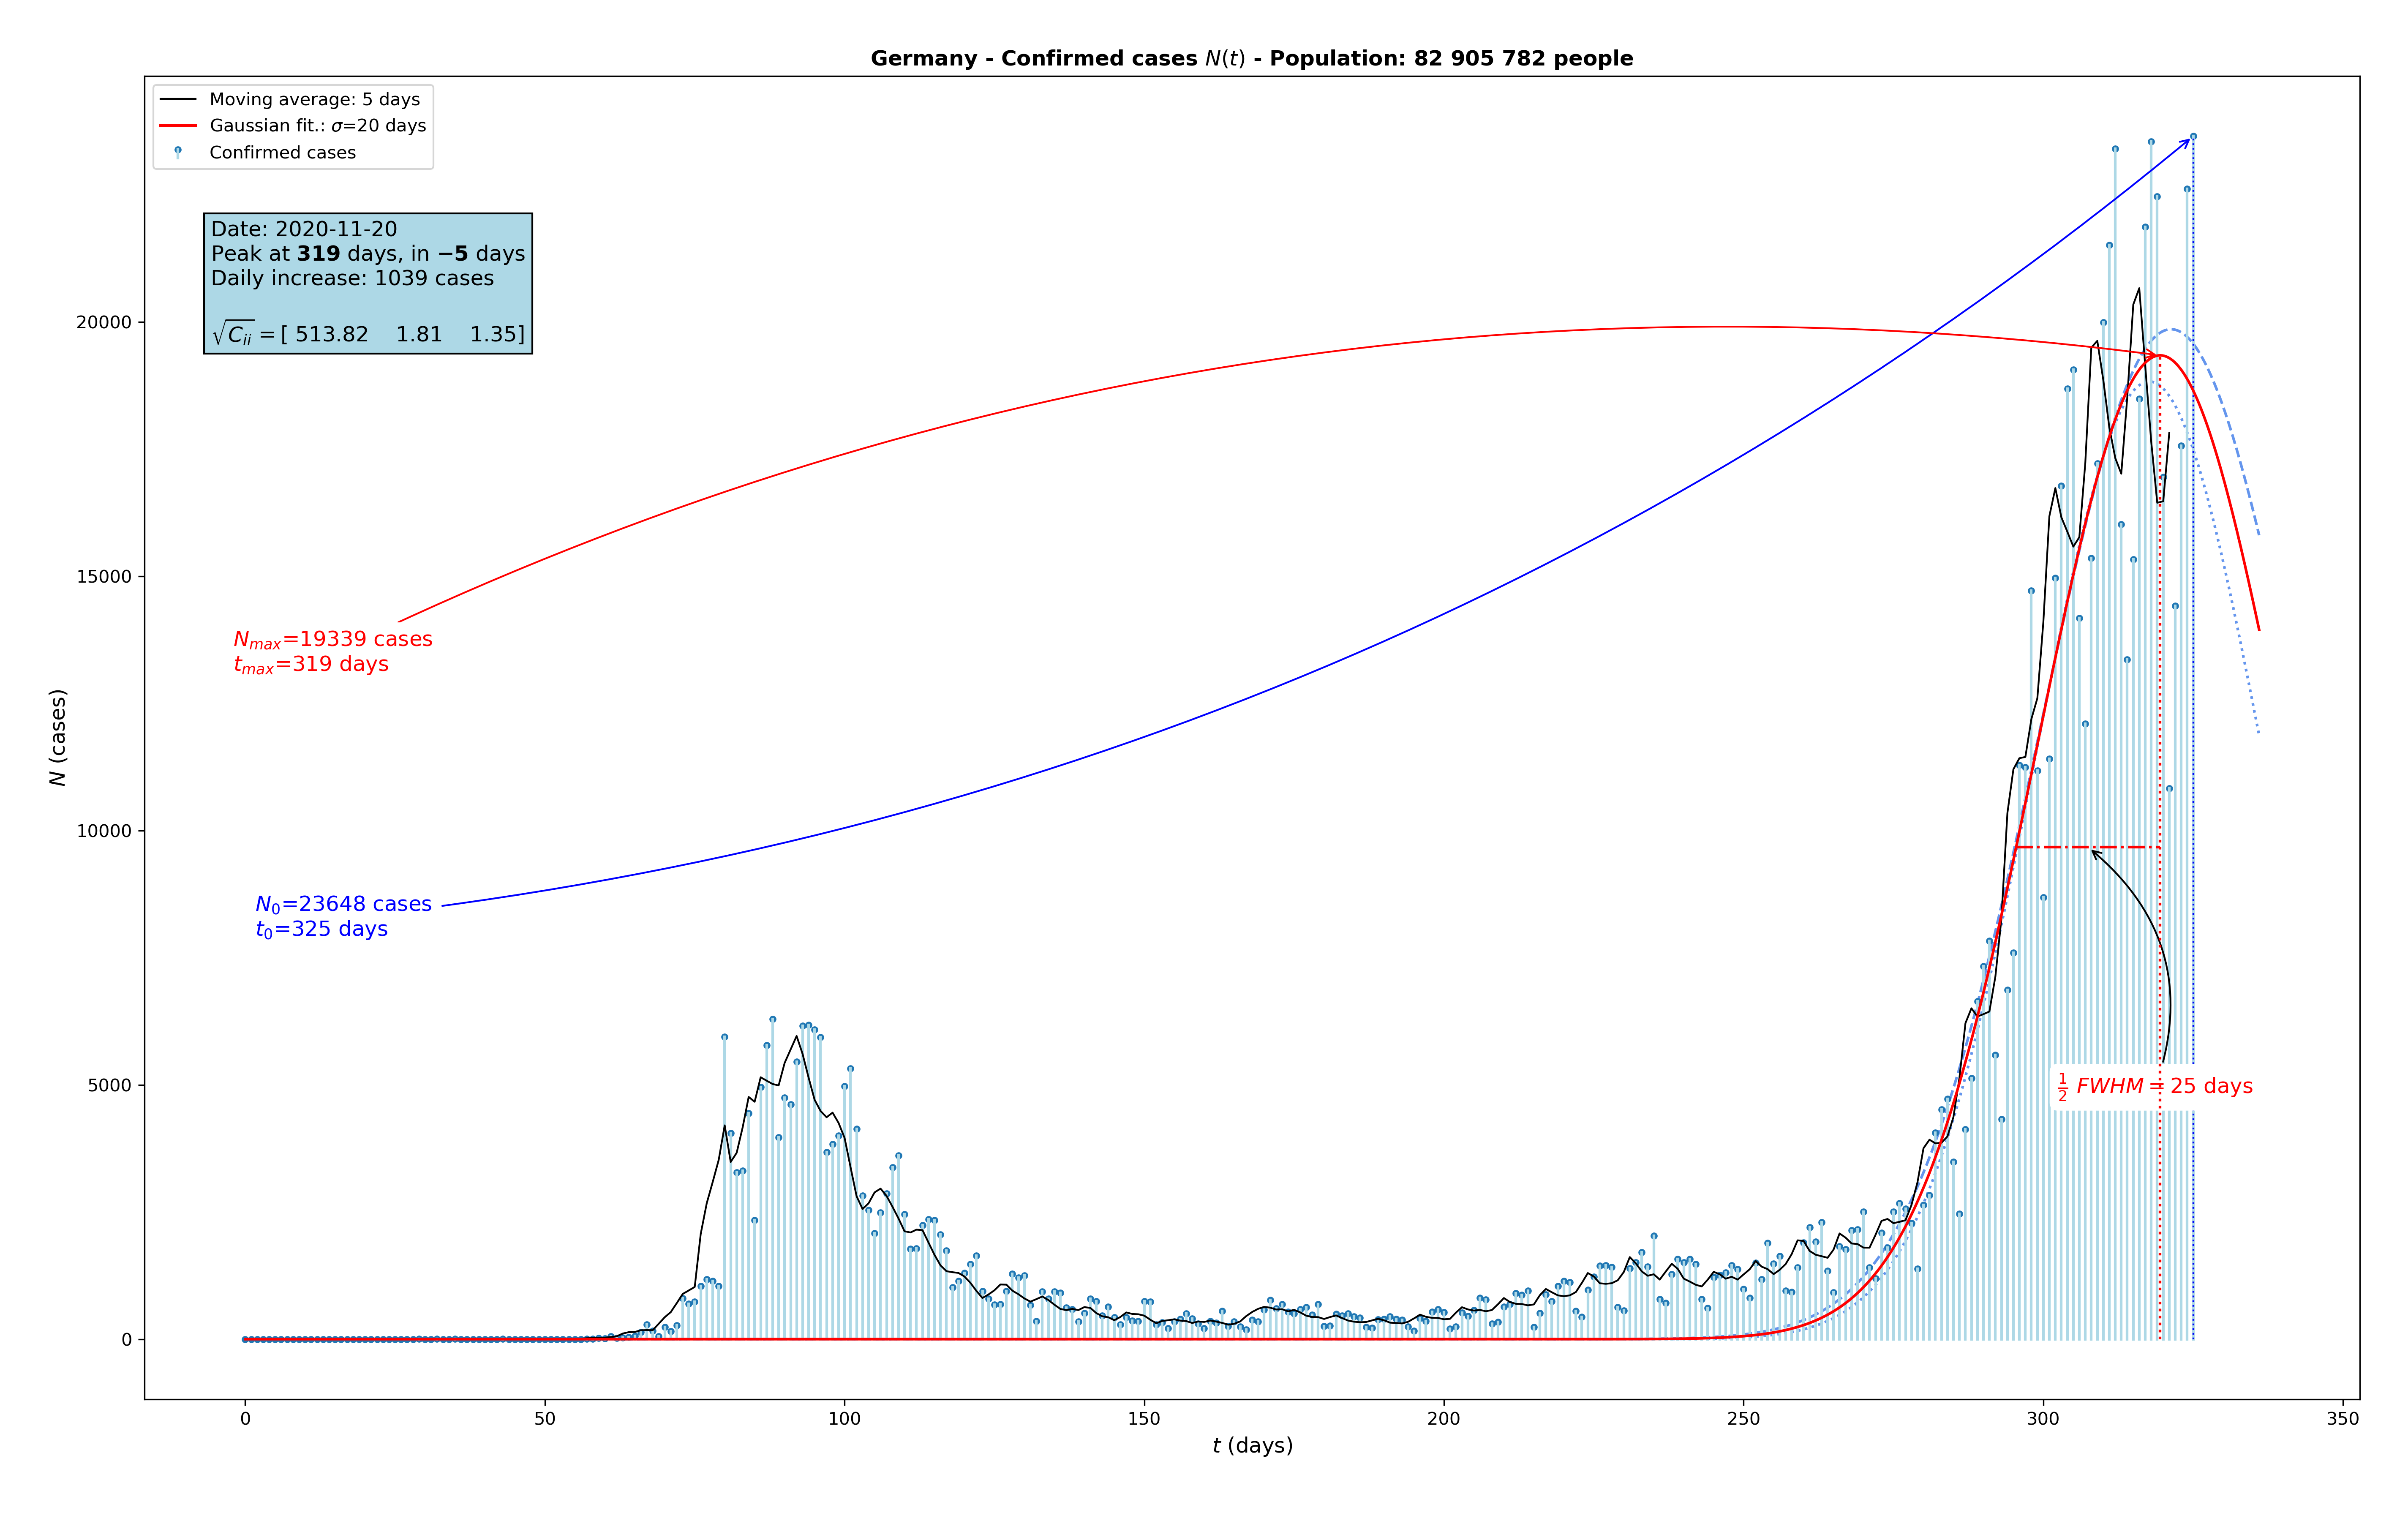 Germany - Confirmed cases N(t) - Population: 82 905 782 people
Moving average: 5 days
Gaussian fit.: σ=20 days
Confirmed cases
Date: 2020-11-20
Peak at 319 days, in −5 days
Daily increase: 1039 cases
√C_ii = [ 513.82 1.81 1.35]
N_max=19339 cases
t_max=319 days
N_0=23648 cases
t_0=325 days
1/2 FWHM = 25 days
N (cases)
20000
15000
10000
5000
0
0 50 100 150 200 250 300 350
t (days)